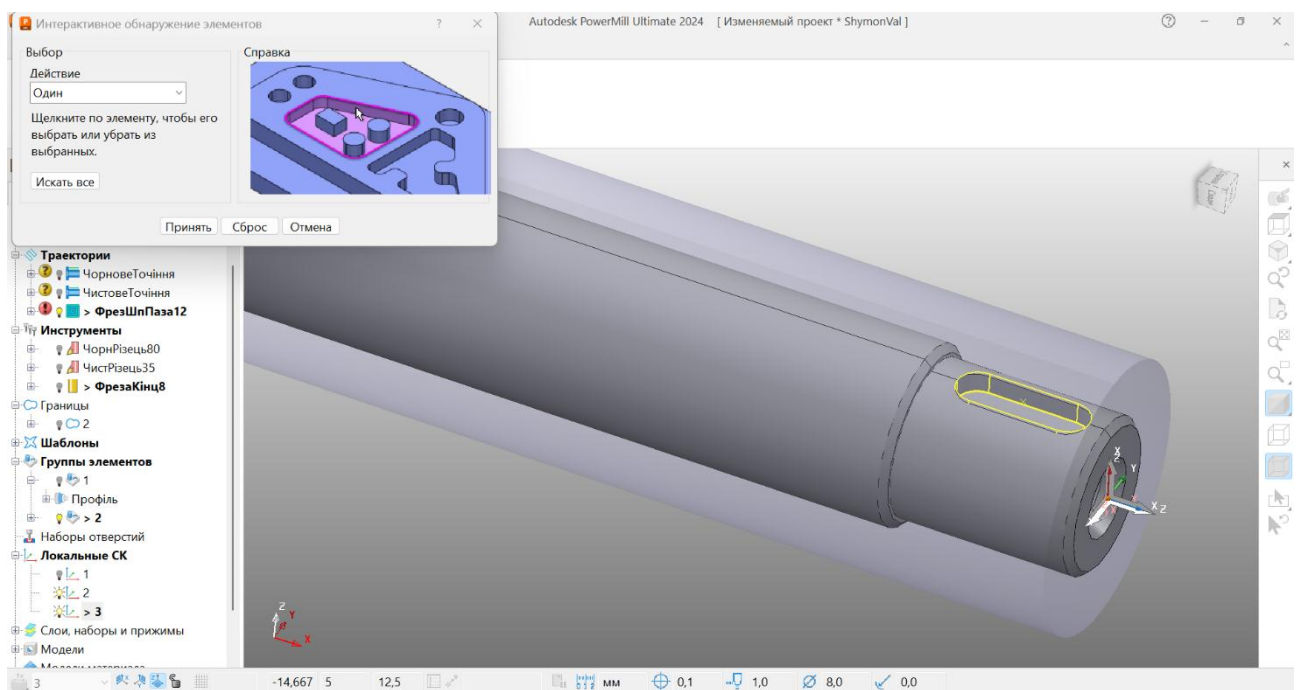 Интерактивное обнаружение элементов
Autodesk PowerMill Ultimate 2024 [ Изменяемый проект * ShymonVal ]
Выбор
Действие
Один
Щелкните по элементу, чтобы его
выбрать или убрать из
выбранных.
Искать все
Справка
Принять Сброс Отмена
Траектории
ЧорновеТочіння
ЧистовеТочіння
> ФрезШпПаза12
Инструменты
ЧорнРізець80
ЧистРізець35
> ФрезаКінц8
Границы
2
Шаблоны
Группы элементов
1
Профіль
> 2
Наборы отверстий
Локальные СК
1
2
> 3
Слои, наборы и прижимы
Модели
X
Z
Y
X
X Z
Z
Y
X
3 -14,667 5 12,5 мм 0,1 1,0 8,0 0,0